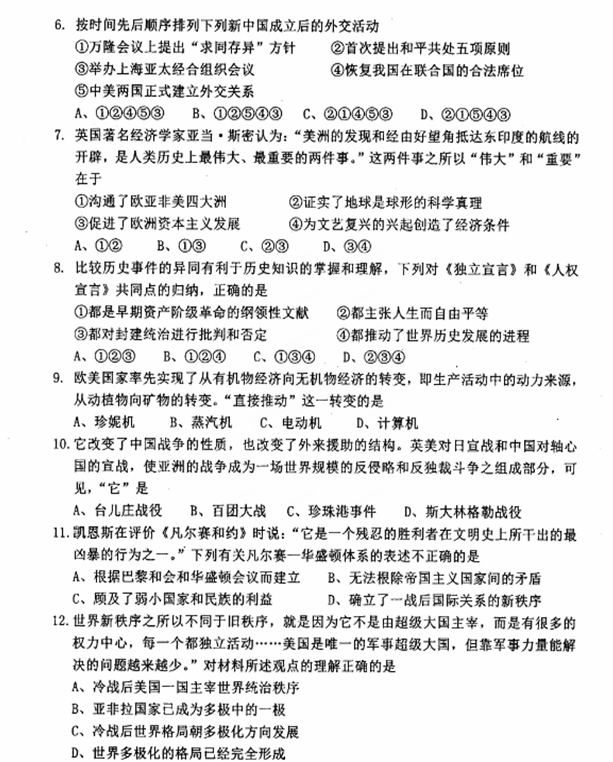 6. 按时间先后顺序排列下列新中国成立后的外交活动
①万隆会议上提出“求同存异”方针 ②首次提出和平共处五项原则
③举办上海亚太经合组织会议 ④恢复我国在联合国的合法席位
⑤中美两国正式建立外交关系
A、①②④⑤③ B、①②⑤④③ C、②①④⑤③ D、②①⑤④③
7. 英国著名经济学家亚当·斯密认为：“美洲的发现和经由好望角抵达东印度的航线的
开辟，是人类历史上最伟大、最重要的两件事。”这两件事之所以“伟大”和“重要”
在于
①沟通了欧亚非美四大洲 ②证实了地球是球形的科学真理
③促进了欧洲资本主义发展 ④为文艺复兴的兴起创造了经济条件
A、①② B、①③ C、②③ D、③④
8. 比较历史事件的异同有利于历史知识的掌握和理解，下列对《独立宣言》和《人权
宣言》共同点的归纳，正确的是
①都是早期资产阶级革命的纲领性文献 ②都主张人生而自由平等
③都对封建统治进行批判和否定 ④都推动了世界历史发展的进程
A、①②③ B、①②④ C、①③④ D、②③④
9. 欧美国家率先实现了从有机物经济向无机物经济的转变，即生产活动中的动力来源，
从动植物向矿物的转变。“直接推动”这一转变的是
A、珍妮机 B、蒸汽机 C、电动机 D、计算机
10. 它改变了中国战争的性质，也改变了外来援助的结构。英美对日宣战和中国对轴心
国的宣战，使亚洲的战争成为一场世界规模的反侵略和反独裁斗争之组成部分，可
见，“它”是
A、台儿庄战役 B、百团大战 C、珍珠港事件 D、斯大林格勒战役
11. 凯恩斯在评价《凡尔赛和约》时说：“它是一个残忍的胜利者在文明史上所干出的最
凶暴的行为之一。”下列有关凡尔赛—华盛顿体系的表述不正确的是
A、根据巴黎和会和华盛顿会议而建立 B、无法根除帝国主义国家间的矛盾
C、顾及了弱小国家和民族的利益 D、确立了一战后国际关系的新秩序
12. 世界新秩序之所以不同于旧秩序，就是因为它不是由超级大国主宰，而是有很多的
权力中心，每一个都独立活动……美国是唯一的军事超级大国，但靠军事力量能解
决的问题越来越少。”对材料所述观点的理解正确的是
A、冷战后美国一国主宰世界统治秩序
B、亚非拉国家已成为多极中的一极
C、冷战后世界格局朝多极化方向发展
D、世界多极化的格局已经完全形成